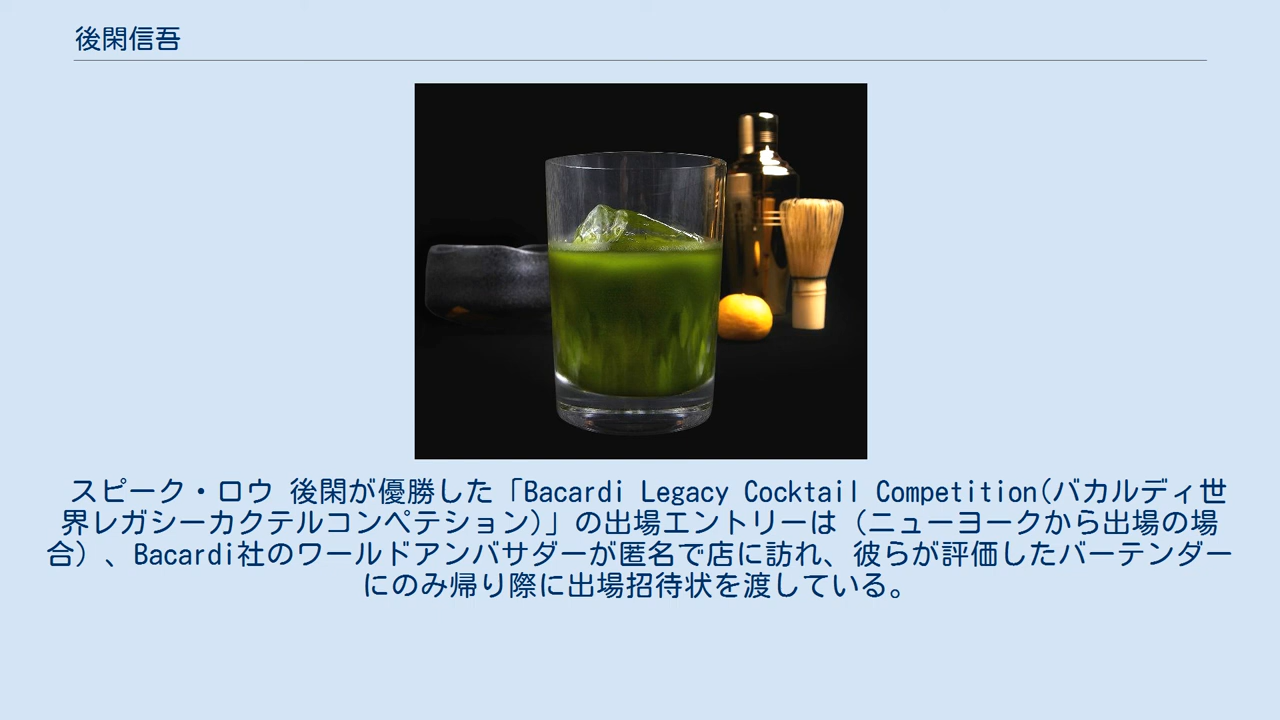 後閑信吾
スピーク・ロウ 後閑が優勝した「Bacardi Legacy Cocktail Competition(バカルディ世
界レガシーカクテルコンペテション)」の出場エントリーは（ニューヨークから出場の場
合）、Bacardi社のワールドアンバサダーが匿名で店に訪れ、彼らが評価したバーテンダー
にのみ帰り際に出場招待状を渡している。